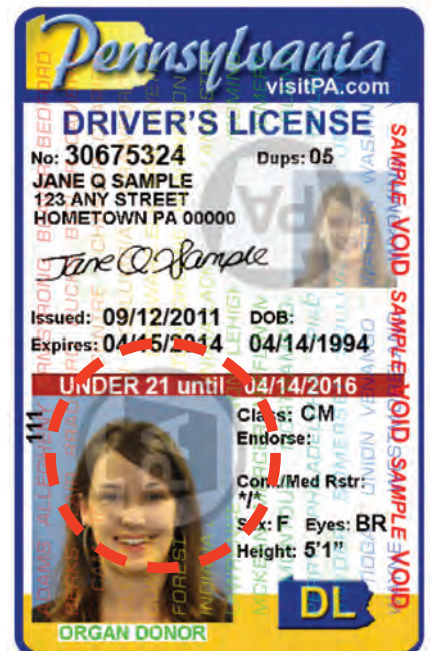 Pennsylvania
visitPA.com
DRIVER'S LICENSE
No: 30675324 Dups: 05
JANE Q SAMPLE
123 ANY STREET
HOMETOWN PA 00000
Jane Q. Sample
Issued: 09/12/2011 DOB:
Expires: 04/15/2014 04/14/1994
UNDER 21 until 04/14/2016
111
Class: CM
Endorse:
Com/Med Rstr:
*/*
Sex: F Eyes: BR
Height: 5'1"
DL
ORGAN DONOR
SAMPLE VOID SAMPLE VOID SAMPLE VOID